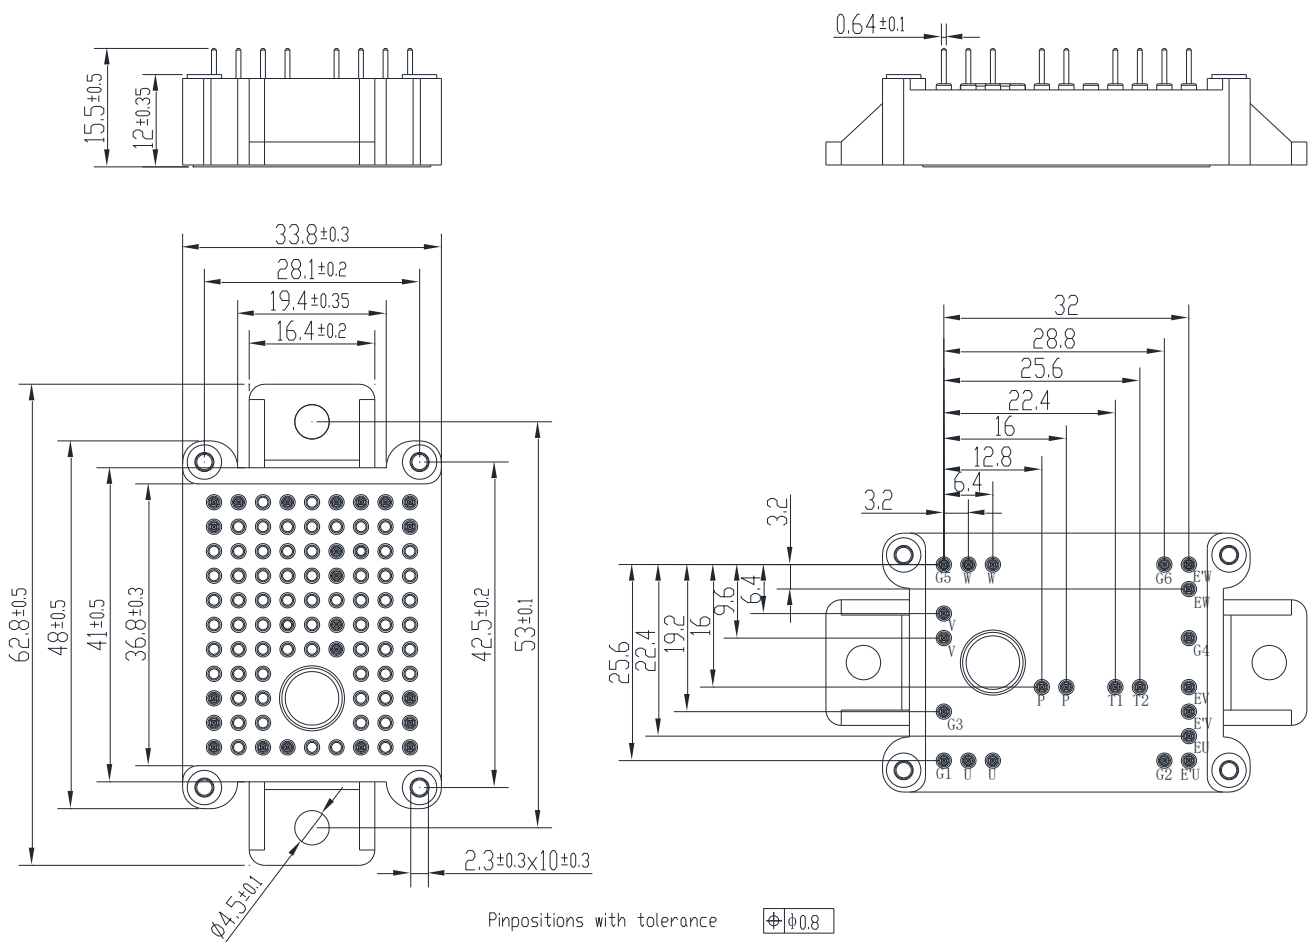 0.64±0.1
15.5±0.5
12±0.35
33.8±0.3
28.1±0.2
19.4±0.35
16.4±0.2
62.8±0.5
48±0.5
41±0.5
36.8±0.3
42.5±0.2
53±0.1
2.3±0.3x10±0.3
Ø4.5±0.1
32
28.8
25.6
22.4
16
12.8
6.4
3.2
3.2
6.4
9.6
16
19.2
22.4
25.6
G5 W W G6 E'W
EW
V
V G4
P P T1 T2 EV
G3 E'V
EU
G1 U U G2 E'U
Pinpositions with tolerance ⌖ ϕ0.8